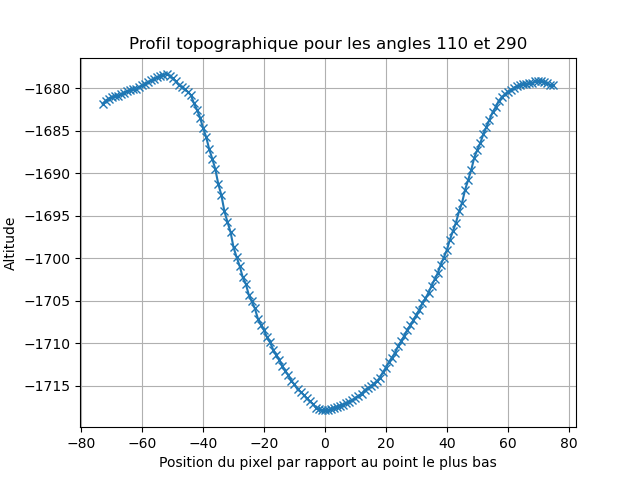 Profil topographique pour les angles 110 et 290
Altitude
−1680
−1685
−1690
−1695
−1700
−1705
−1710
−1715
−80 −60 −40 −20 0 20 40 60 80
Position du pixel par rapport au point le plus bas